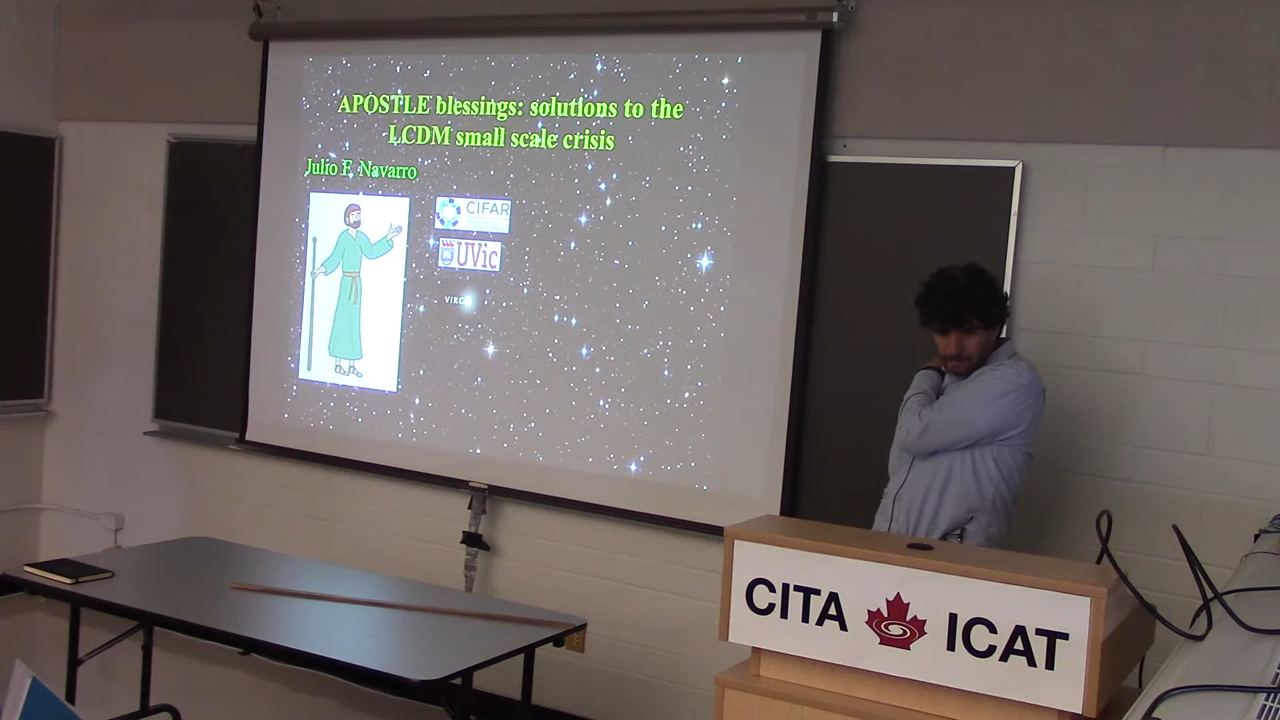 APOSTLE blessings: solutions to the
LCDM small scale crisis
Julio F. Navarro
CIFAR
UVic
CITA ICAT